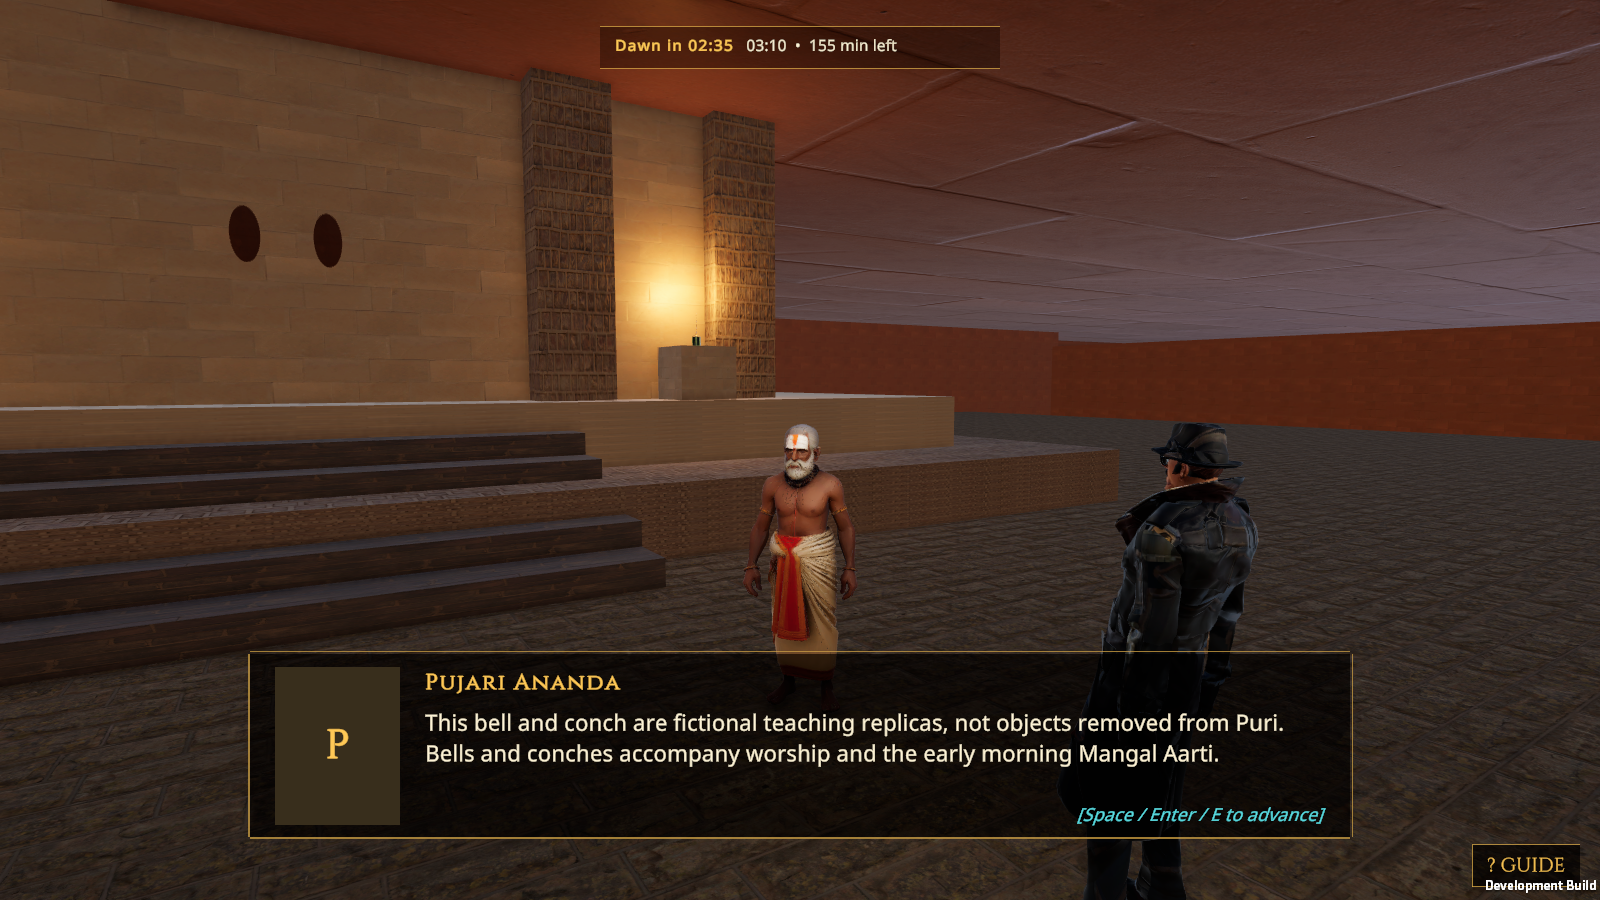 Dawn in 02:35 03:10 • 155 min left
P
Pujari Ananda
This bell and conch are fictional teaching replicas, not objects removed from Puri.
Bells and conches accompany worship and the early morning Mangal Aarti.
[Space / Enter / E to advance]
? GUIDE
Development Build